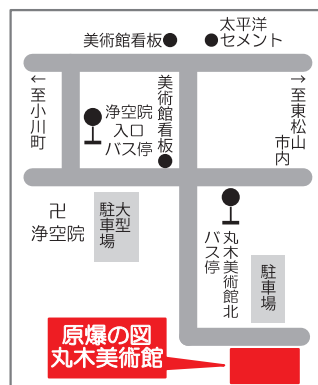 美術館看板
太平洋
セメント
←至小川町
→至東松山
市内
浄空院
入口
バス停
美術館看板
卍
浄空院
大型
駐車場
丸木美術館北
バス停
駐車場
原爆の図
丸木美術館